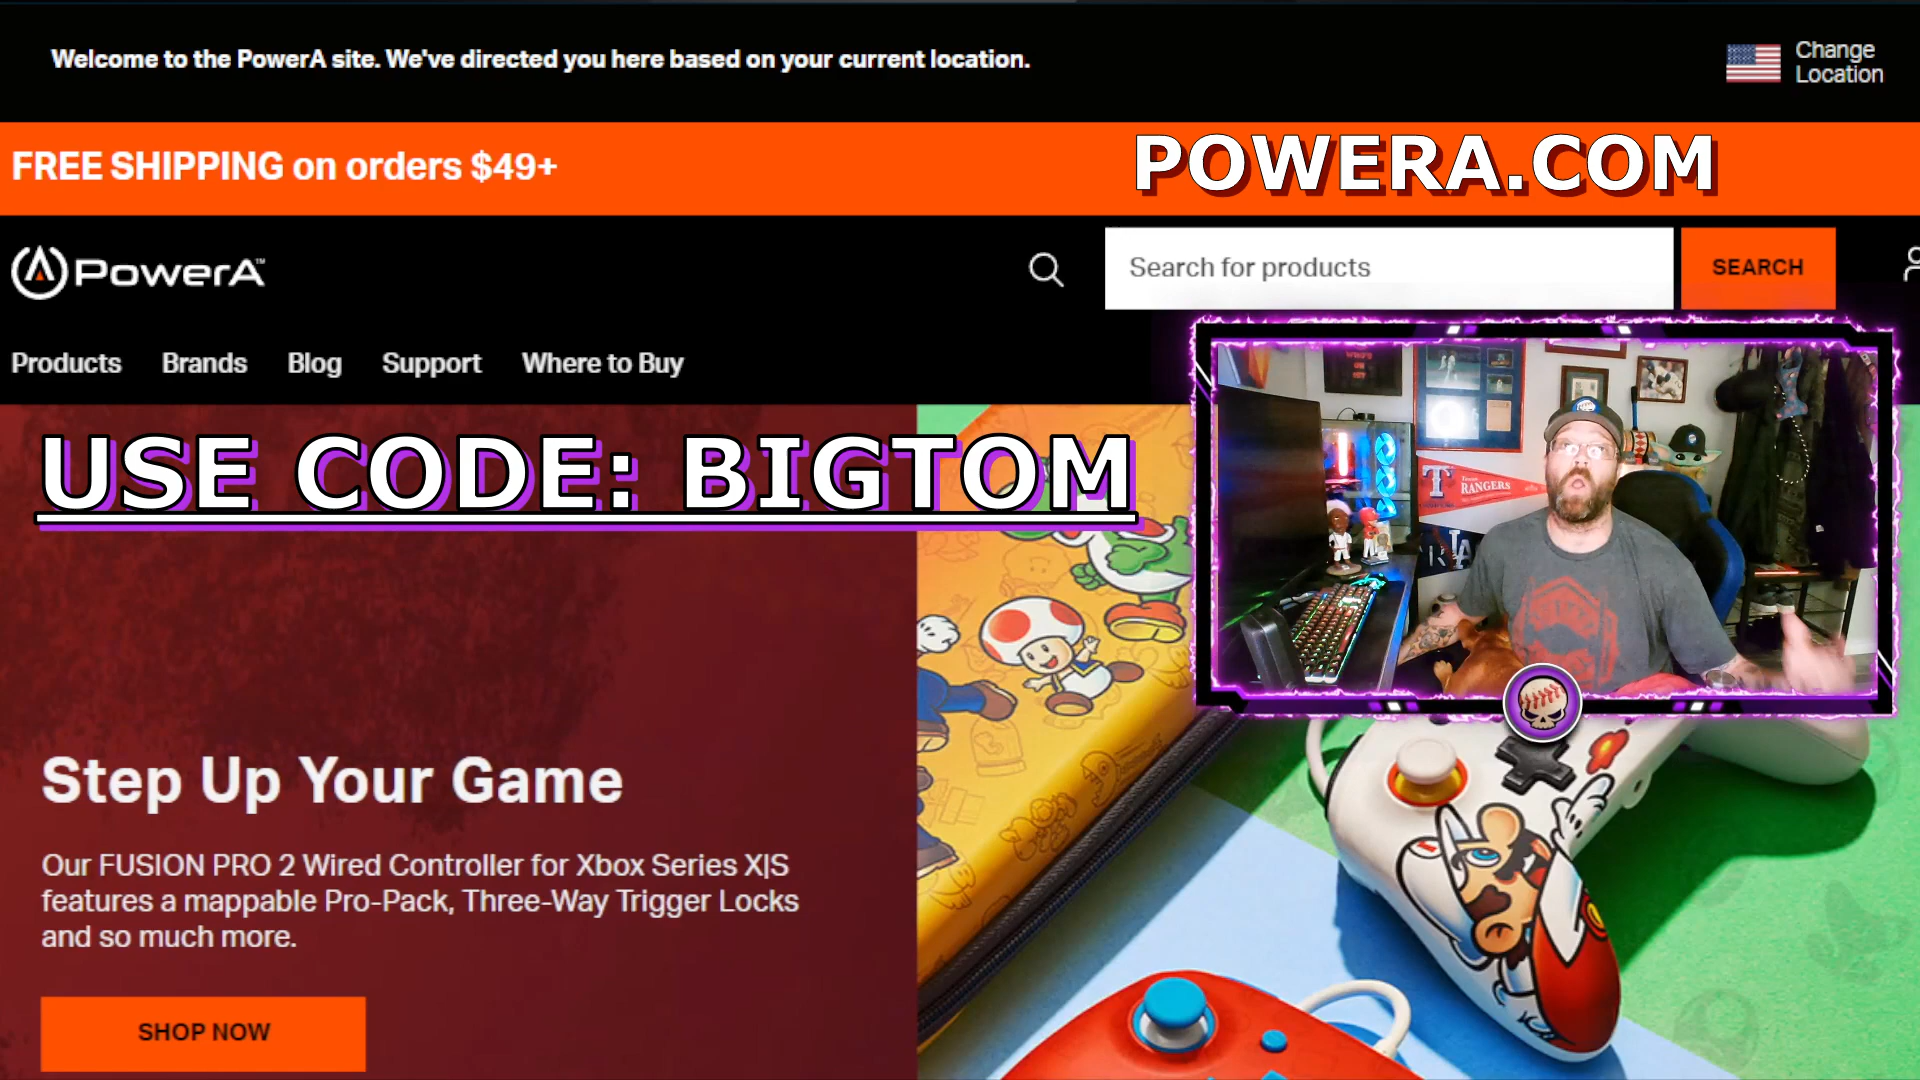 Welcome to the PowerA site. We've directed you here based on your current location.
Change
Location
FREE SHIPPING on orders $49+
POWERA.COM
PowerA™
Search for products
SEARCH
Products
Brands
Blog
Support
Where to Buy
USE CODE: BIGTOM
T
RANGERS
LA
Step Up Your Game
Our FUSION PRO 2 Wired Controller for Xbox Series X|S
features a mappable Pro-Pack, Three-Way Trigger Locks
and so much more.
SHOP NOW